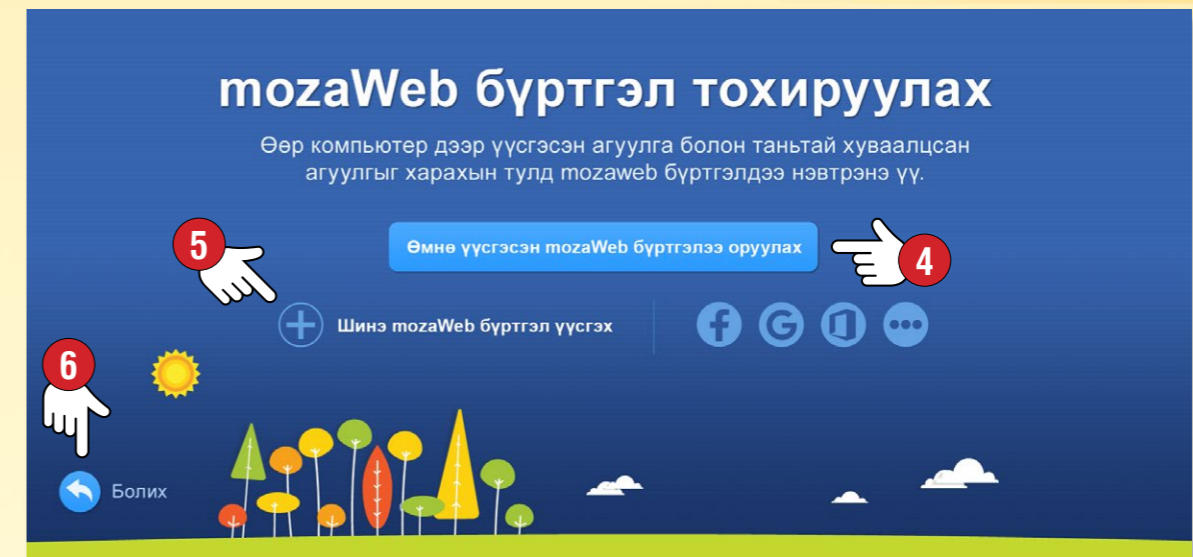 mozaWeb бүртгэл тохируулах
Өөр компьютер дээр үүсгэсэн агуулга болон таньтай хуваалцсан
агуулгыг харахын тулд mozaweb бүртгэлдээ нэвтрэнэ үү.
5
Өмнө үүсгэсэн mozaWeb бүртгэлээ оруулах
4
Шинэ mozaWeb бүртгэл үүсгэх
6
Болих